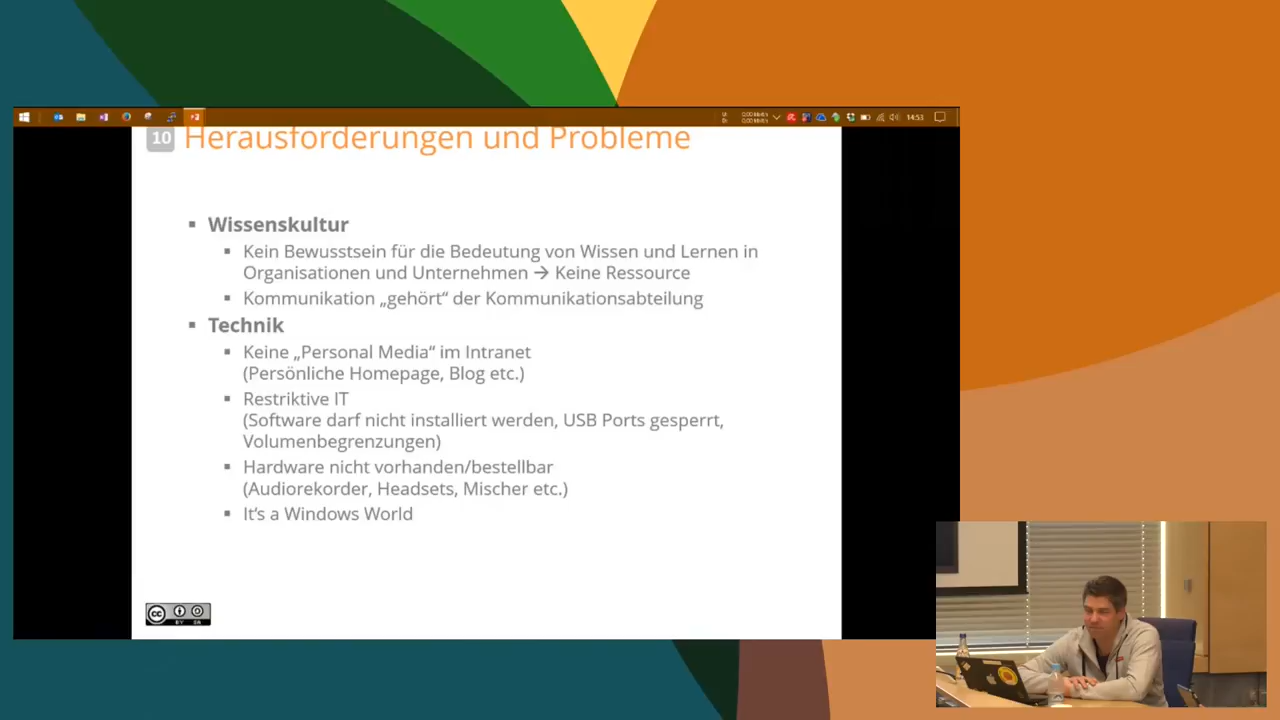 14:53
10 Herausforderungen und Probleme
Wissenskultur
Kein Bewusstsein für die Bedeutung von Wissen und Lernen in
Organisationen und Unternehmen → Keine Ressource
Kommunikation „gehört“ der Kommunikationsabteilung
Technik
Keine „Personal Media“ im Intranet
(Persönliche Homepage, Blog etc.)
Restriktive IT
(Software darf nicht installiert werden, USB Ports gesperrt,
Volumenbegrenzungen)
Hardware nicht vorhanden/bestellbar
(Audiorekorder, Headsets, Mischer etc.)
It's a Windows World
cc BY SA